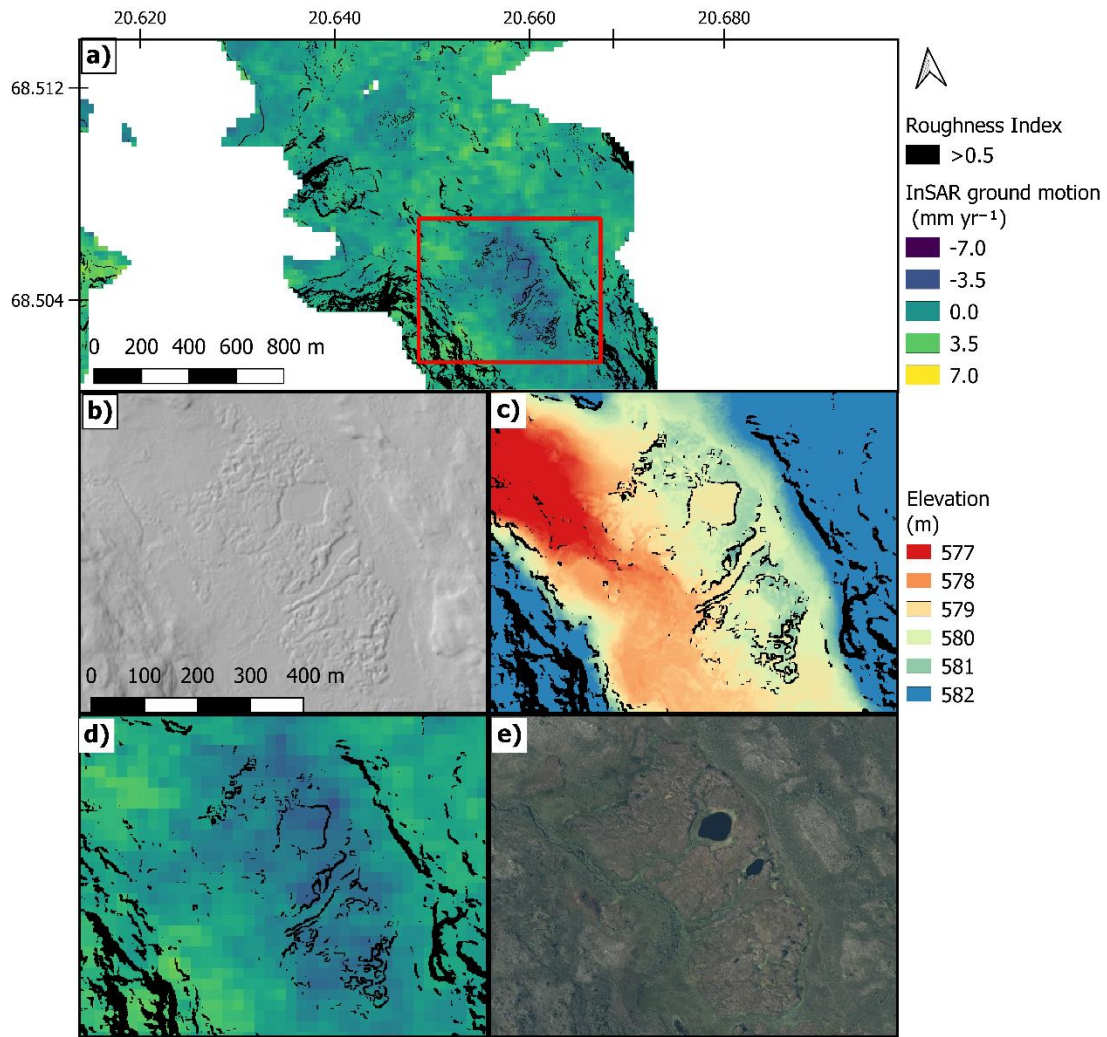 20.620 20.640 20.660 20.680
a)
68.512
68.504
0 200 400 600 800 m
Roughness Index
>0.5
InSAR ground motion
(mm yr⁻¹)
-7.0
-3.5
0.0
3.5
7.0
b)
0 100 200 300 400 m
c)
Elevation
(m)
577
578
579
580
581
582
d)
e)